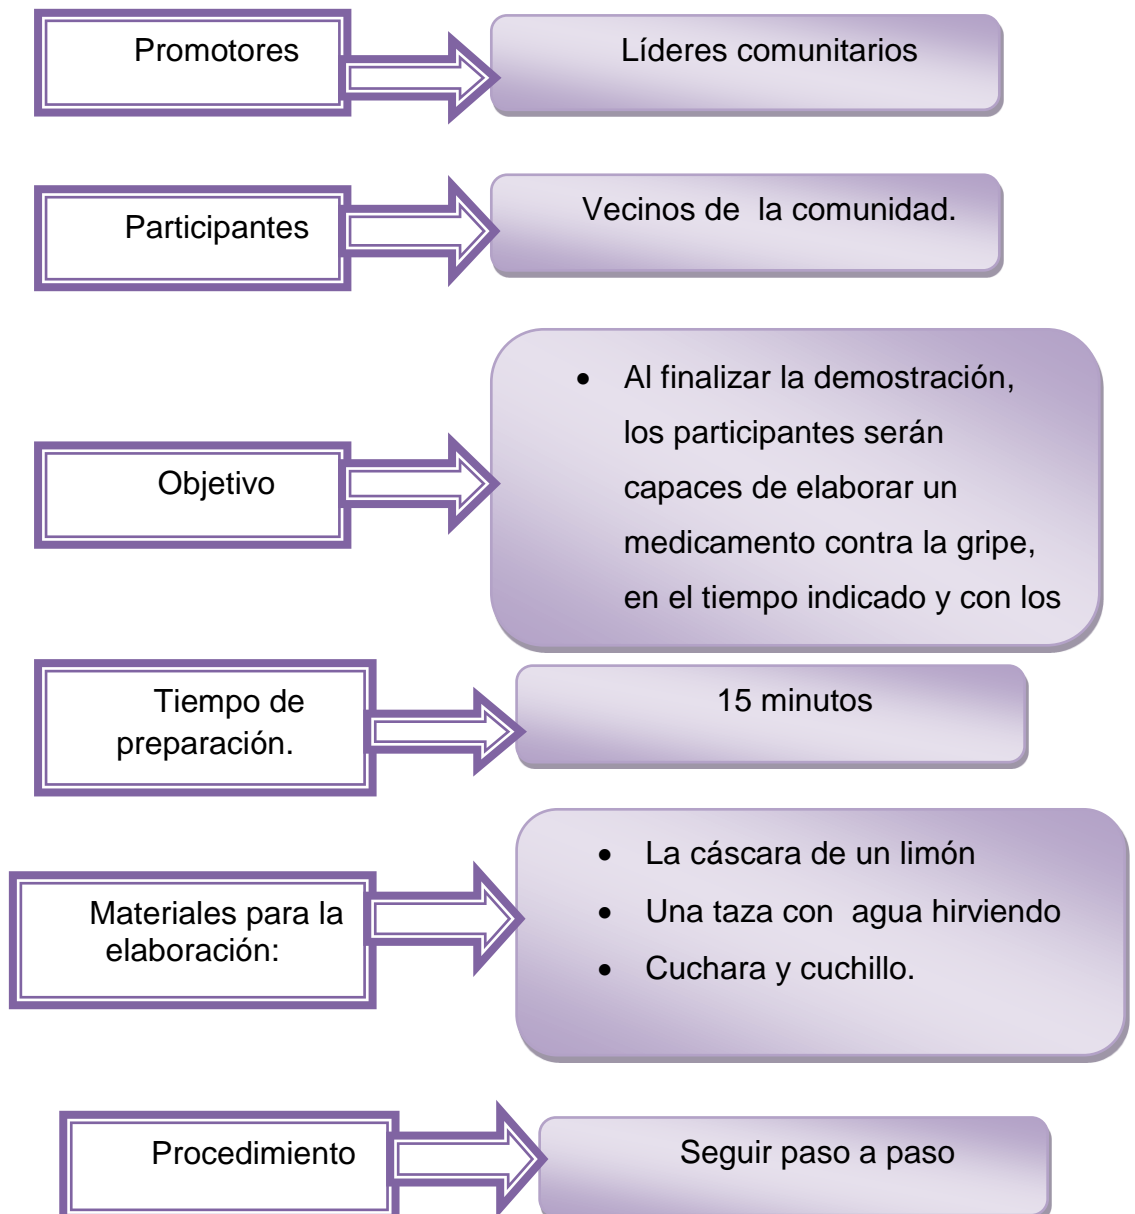 Promotores
Líderes comunitarios
Participantes
Vecinos de  la comunidad.
Objetivo
• Al finalizar la demostración,
los participantes serán
capaces de elaborar un
medicamento contra la gripe,
en el tiempo indicado y con los
Tiempo de
preparación.
15 minutos
Materiales para la
elaboración:
• La cáscara de un limón
• Una taza con  agua hirviendo
• Cuchara y cuchillo.
Procedimiento
Seguir paso a paso